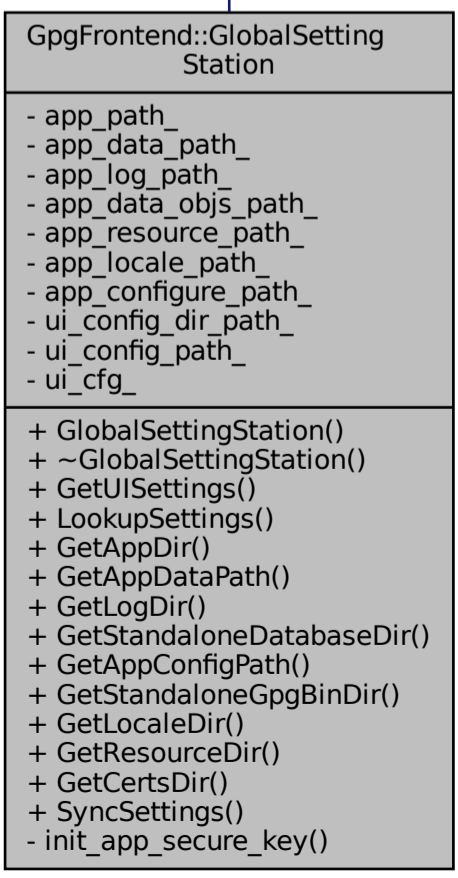 GpgFrontend::GlobalSetting
Station
- app_path_
- app_data_path_
- app_log_path_
- app_data_objs_path_
- app_resource_path_
- app_locale_path_
- app_configure_path_
- ui_config_dir_path_
- ui_config_path_
- ui_cfg_
+ GlobalSettingStation()
+ ~GlobalSettingStation()
+ GetUISettings()
+ LookupSettings()
+ GetAppDir()
+ GetAppDataPath()
+ GetLogDir()
+ GetStandaloneDatabaseDir()
+ GetAppConfigPath()
+ GetStandaloneGpgBinDir()
+ GetLocaleDir()
+ GetResourceDir()
+ GetCertsDir()
+ SyncSettings()
- init_app_secure_key()